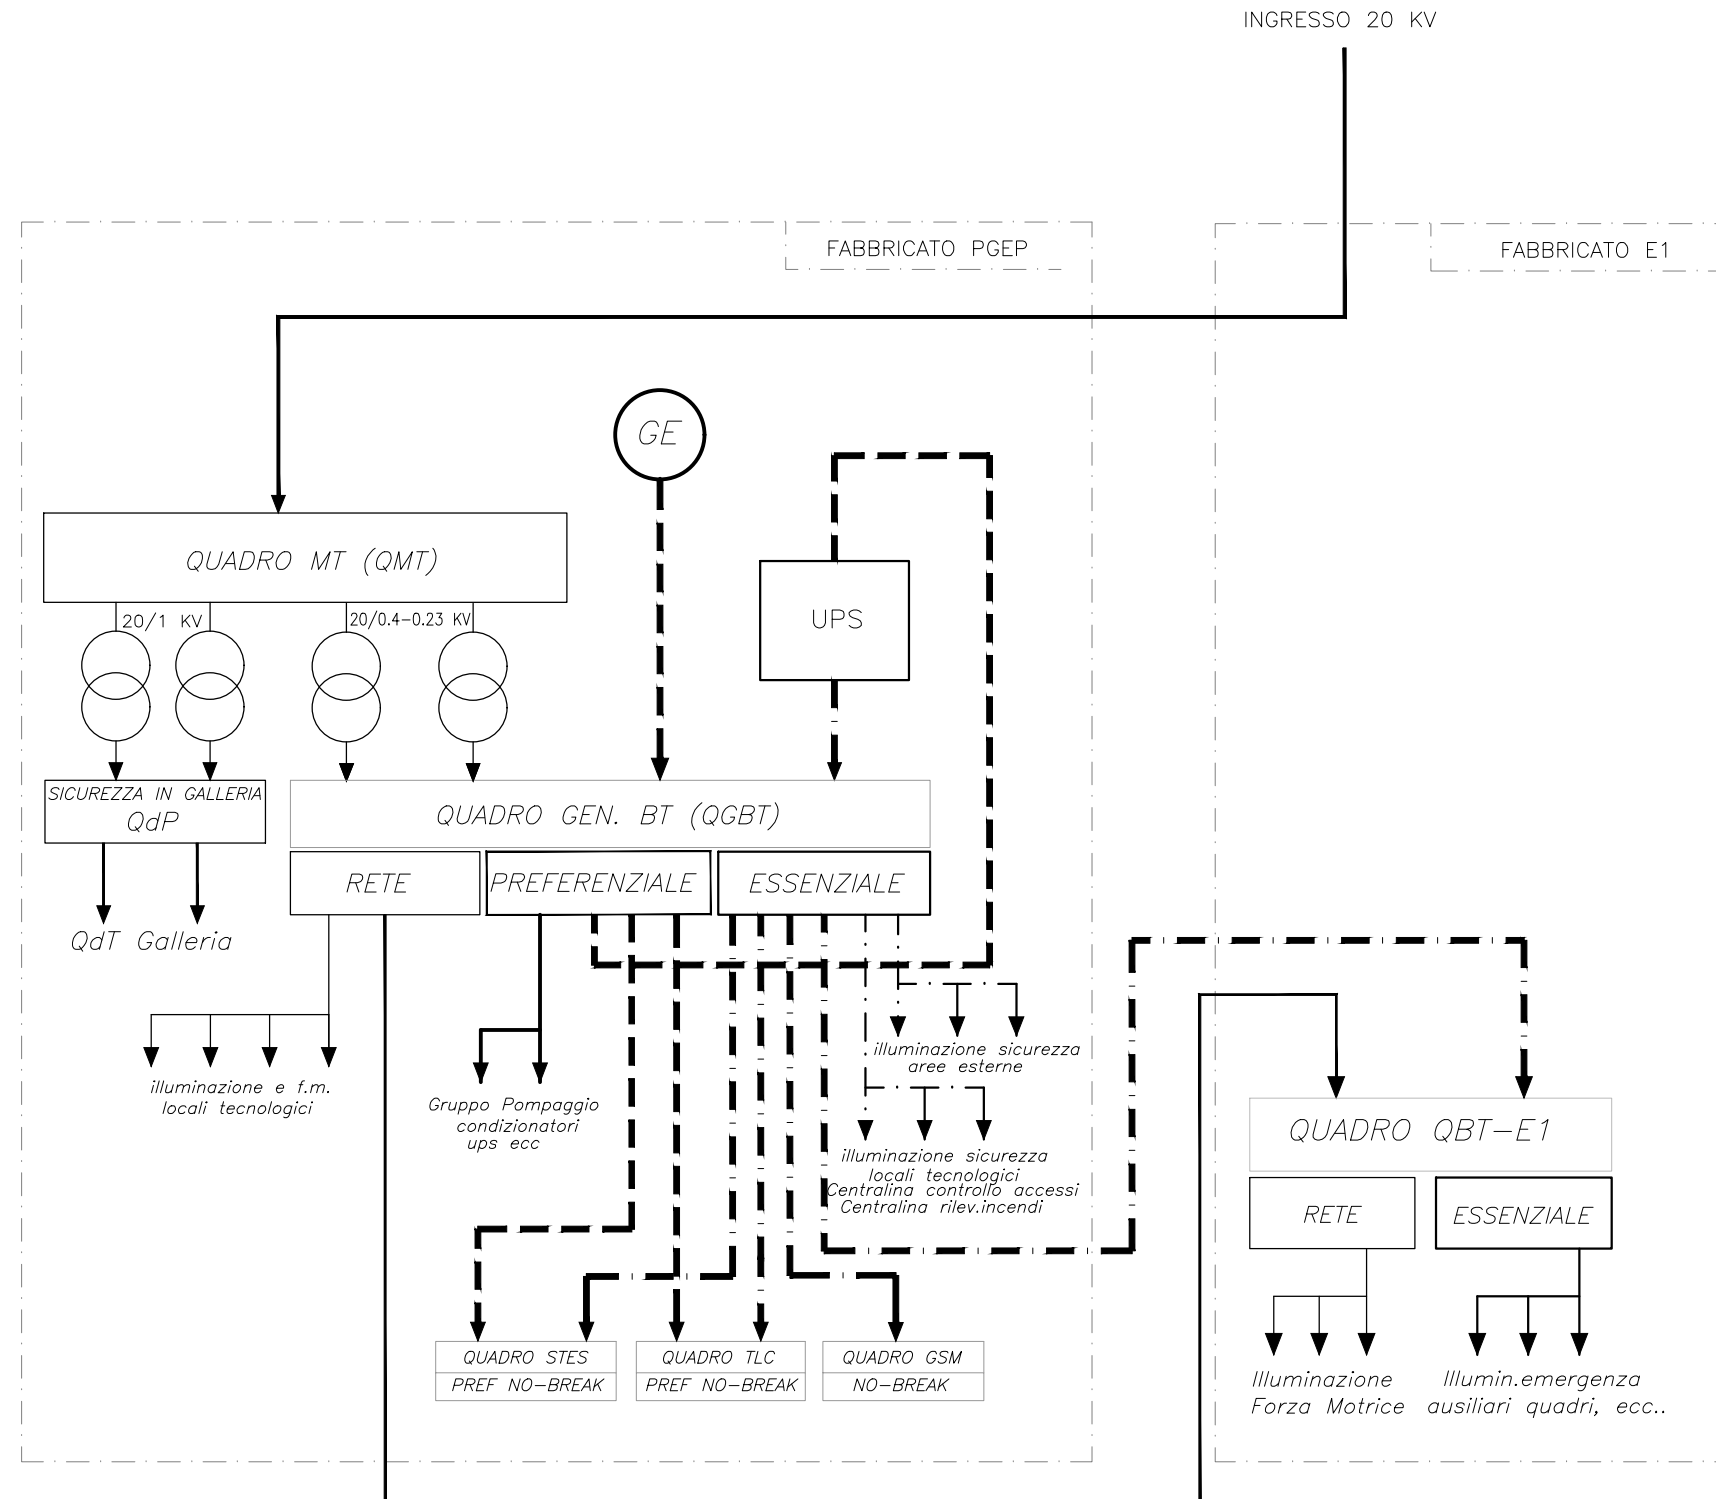 INGRESSO 20 KV
FABBRICATO PGEP
FABBRICATO E1
GE
QUADRO MT (QMT)
UPS
20/1 KV
20/0.4-0.23 KV
SICUREZZA IN GALLERIA
QdP
QUADRO GEN. BT (QGBT)
RETE
PREFERENZIALE
ESSENZIALE
QdT Galleria
illuminazione e f.m.
locali tecnologici
Gruppo Pompaggio
condizionatori
ups ecc
illuminazione sicurezza
aree esterne
illuminazione sicurezza
locali tecnologici
Centralina controllo accessi
Centralina rilev.incendi
QUADRO QBT-E1
RETE
ESSENZIALE
QUADRO STES
PREF NO-BREAK
QUADRO TLC
PREF NO-BREAK
QUADRO GSM
NO-BREAK
Illuminazione
Forza Motrice
Illumin.emergenza
ausiliari quadri, ecc..